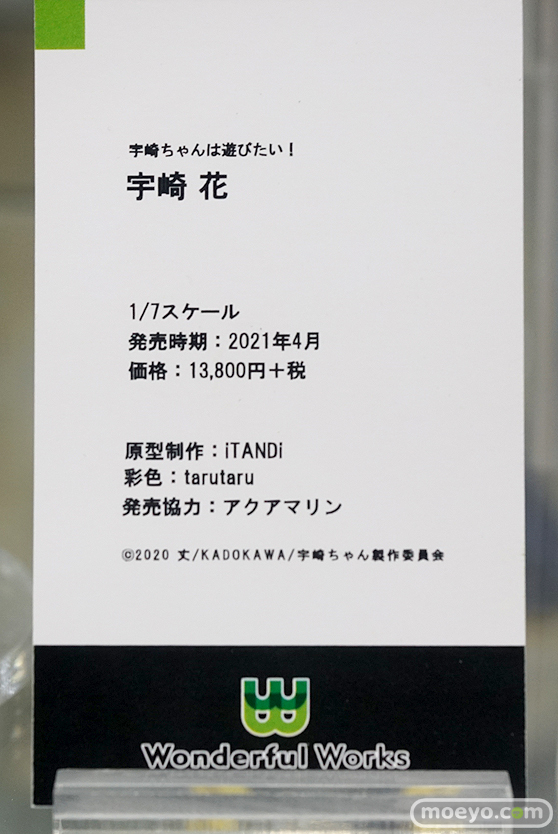 宇崎ちゃんは遊びたい！
宇崎 花
1/7スケール
発売時期：2021年4月
価格：13,800円＋税
原型制作：iTANDi
彩色：tarutaru
発売協力：アクアマリン
©2020 丈/KADOKAWA/宇崎ちゃん製作委員会
Wonderful Works
moeyo.com